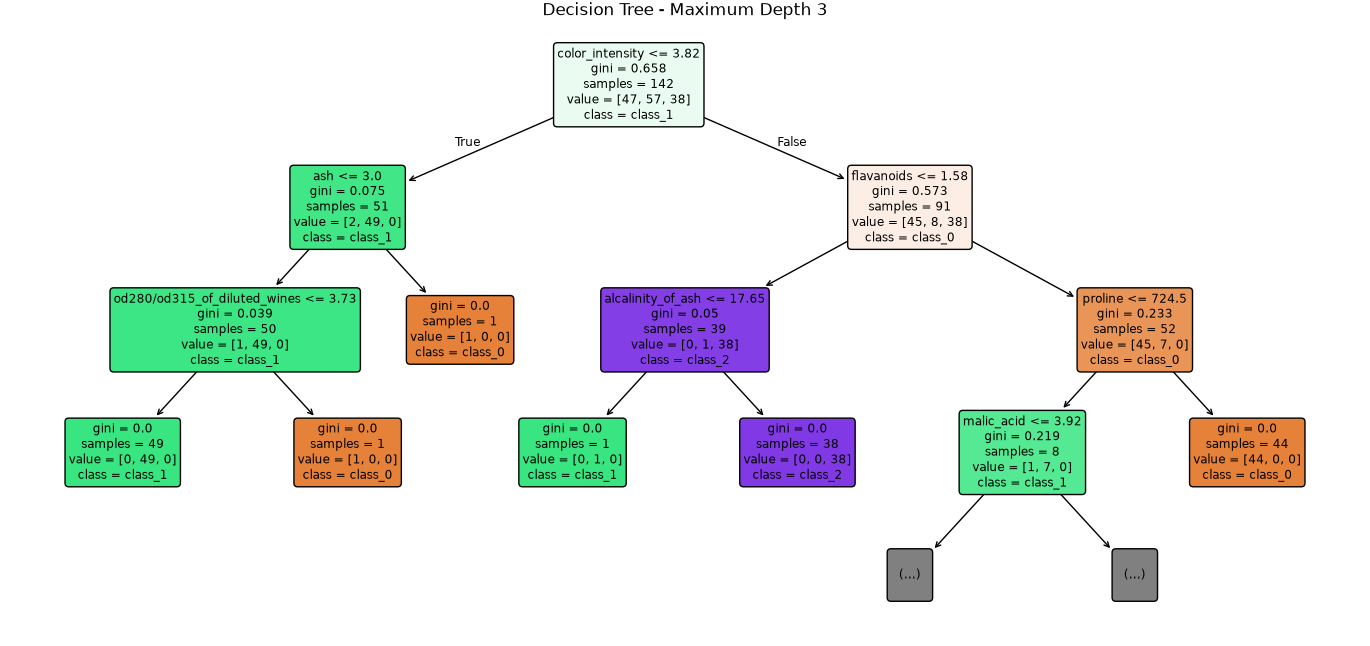 Decision Tree - Maximum Depth 3
color_intensity <= 3.82
gini = 0.658
samples = 142
value = [47, 57, 38]
class = class_1
True
False
ash <= 3.0
gini = 0.075
samples = 51
value = [2, 49, 0]
class = class_1
flavanoids <= 1.58
gini = 0.573
samples = 91
value = [45, 8, 38]
class = class_0
od280/od315_of_diluted_wines <= 3.73
gini = 0.039
samples = 50
value = [1, 49, 0]
class = class_1
gini = 0.0
samples = 1
value = [1, 0, 0]
class = class_0
alcalinity_of_ash <= 17.65
gini = 0.05
samples = 39
value = [0, 1, 38]
class = class_2
proline <= 724.5
gini = 0.233
samples = 52
value = [45, 7, 0]
class = class_0
gini = 0.0
samples = 49
value = [0, 49, 0]
class = class_1
gini = 0.0
samples = 1
value = [1, 0, 0]
class = class_0
gini = 0.0
samples = 1
value = [0, 1, 0]
class = class_1
gini = 0.0
samples = 38
value = [0, 0, 38]
class = class_2
malic_acid <= 3.92
gini = 0.219
samples = 8
value = [1, 7, 0]
class = class_1
gini = 0.0
samples = 44
value = [44, 0, 0]
class = class_0
(...)
(...)